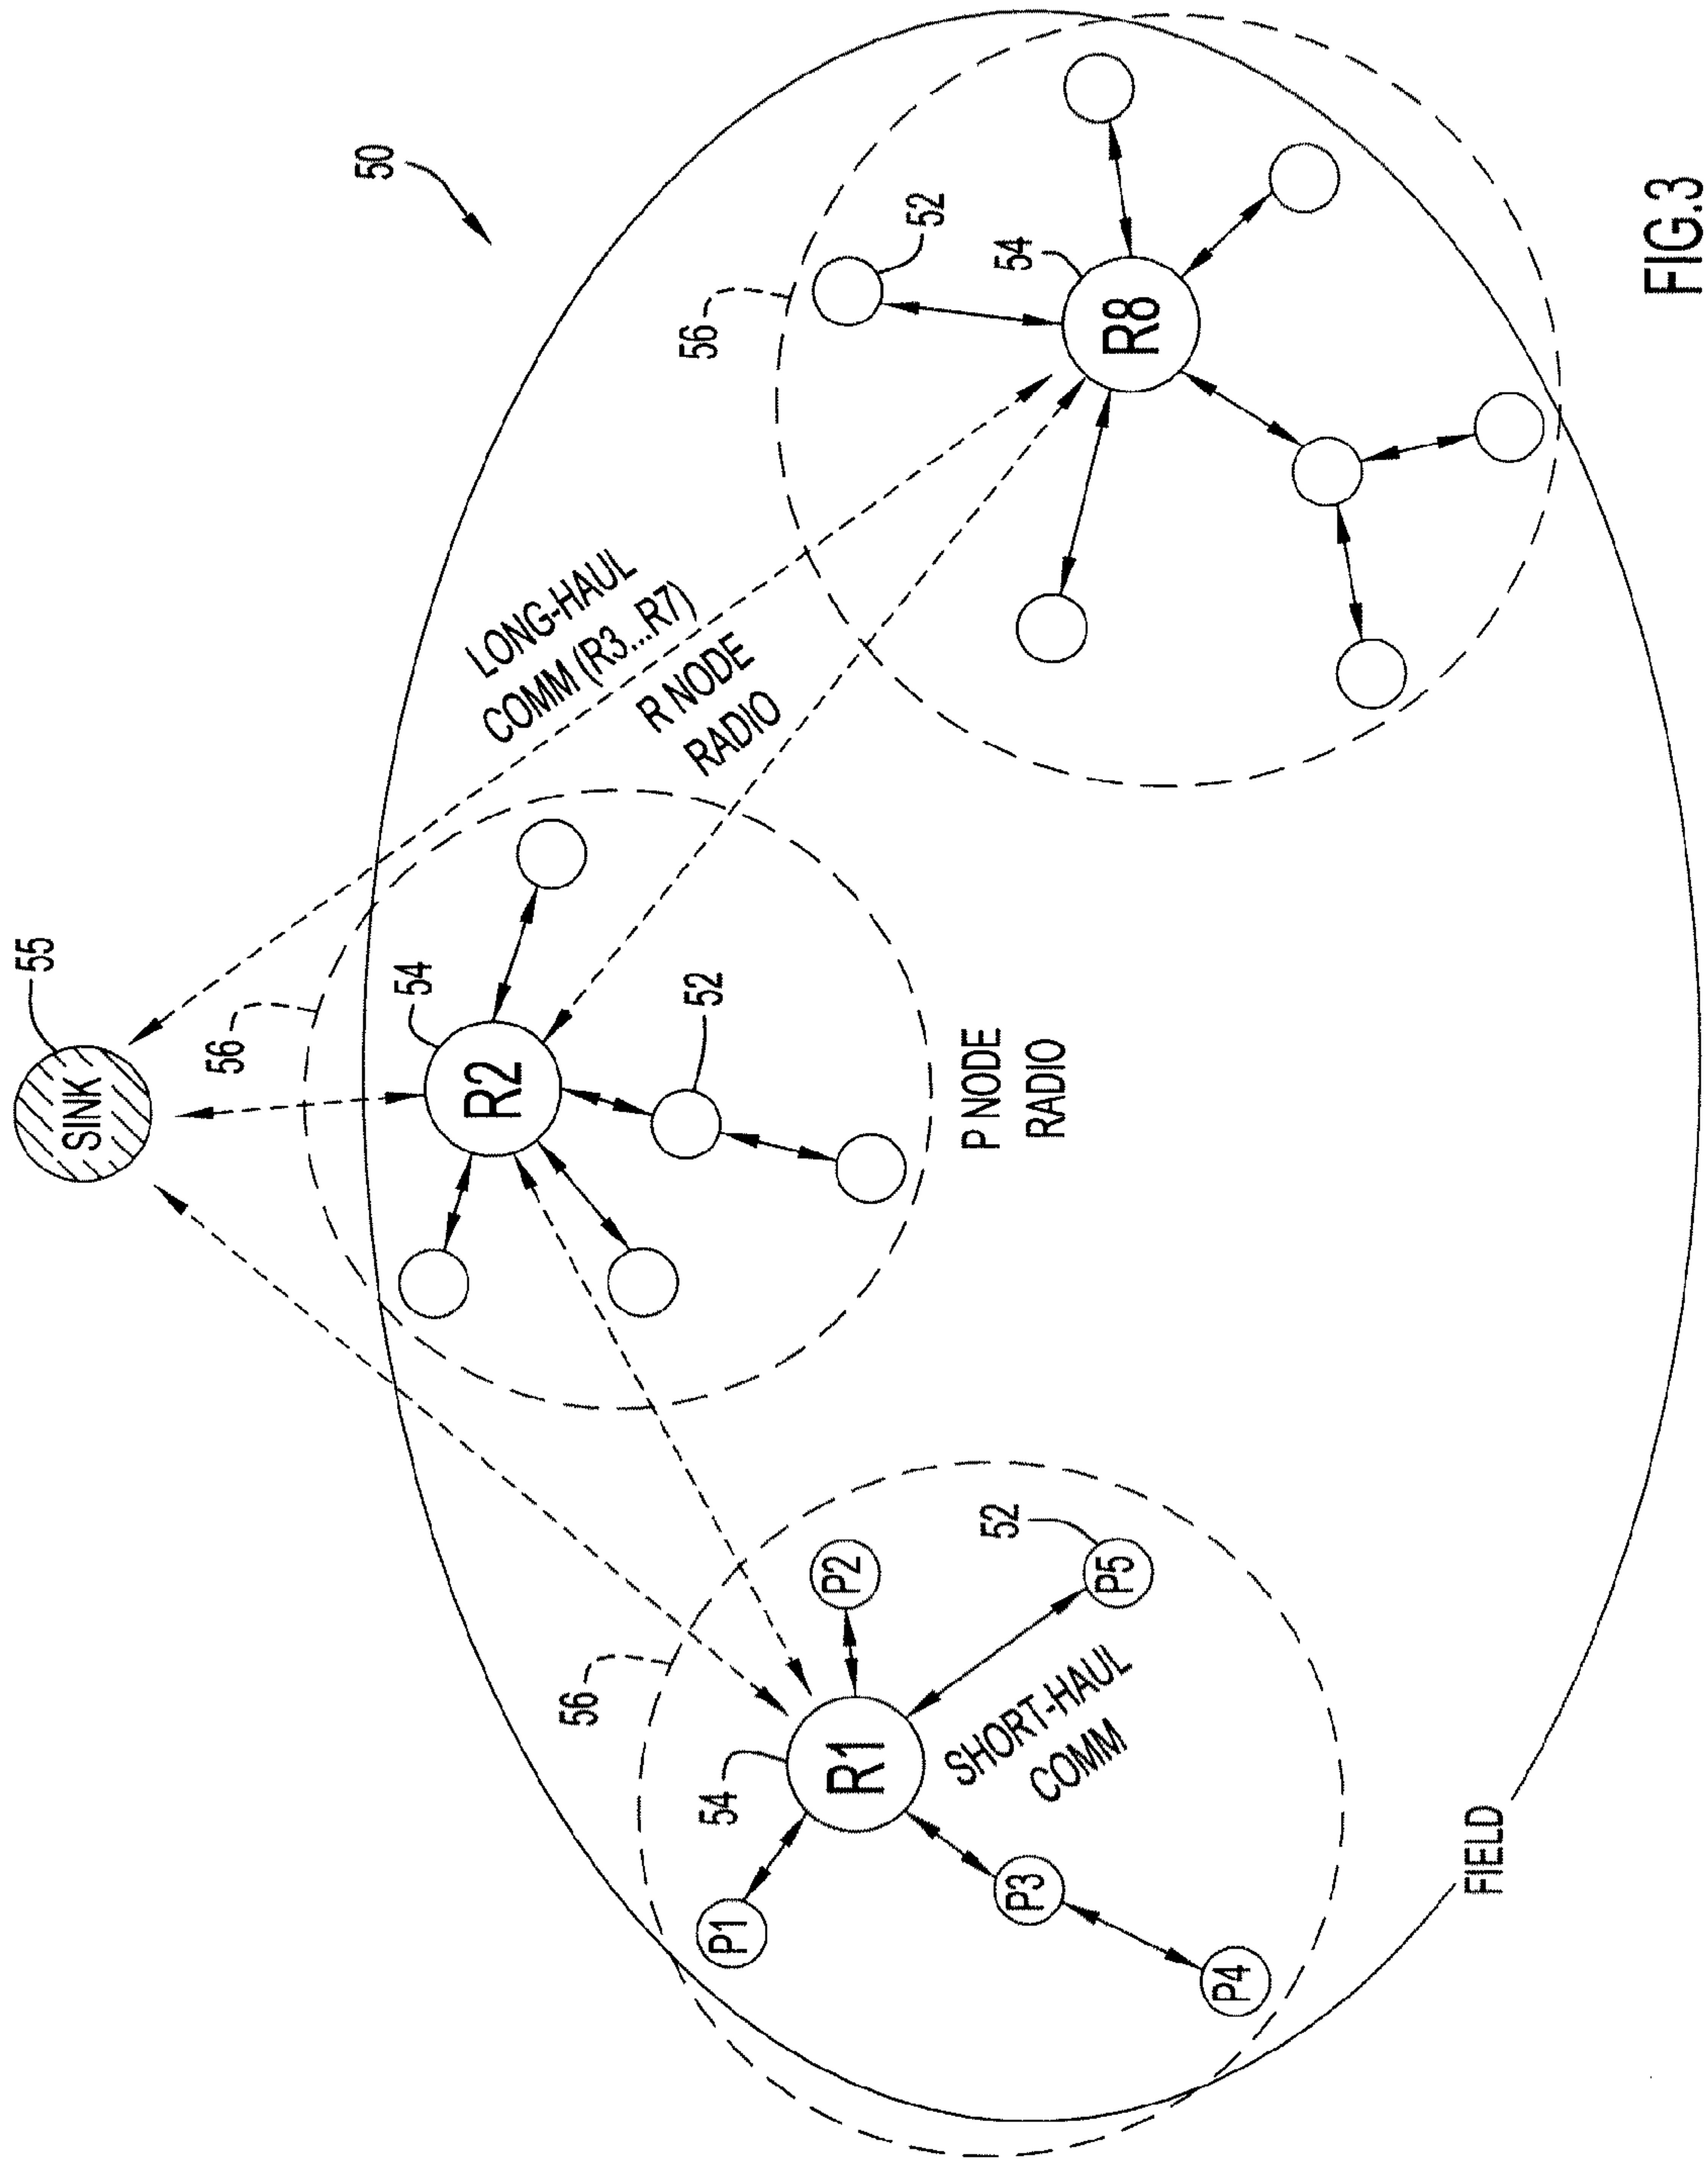 50
SINK
55
56
LONG-HAUL
COMM (R3...R7)
R NODE
RADIO
54
R2
52
P NODE
RADIO
56
52
54
R8
56
54
R1
P1
P2
P3
P4
P5
52
SHORT-HAUL
COMM
FIELD
FIG.3